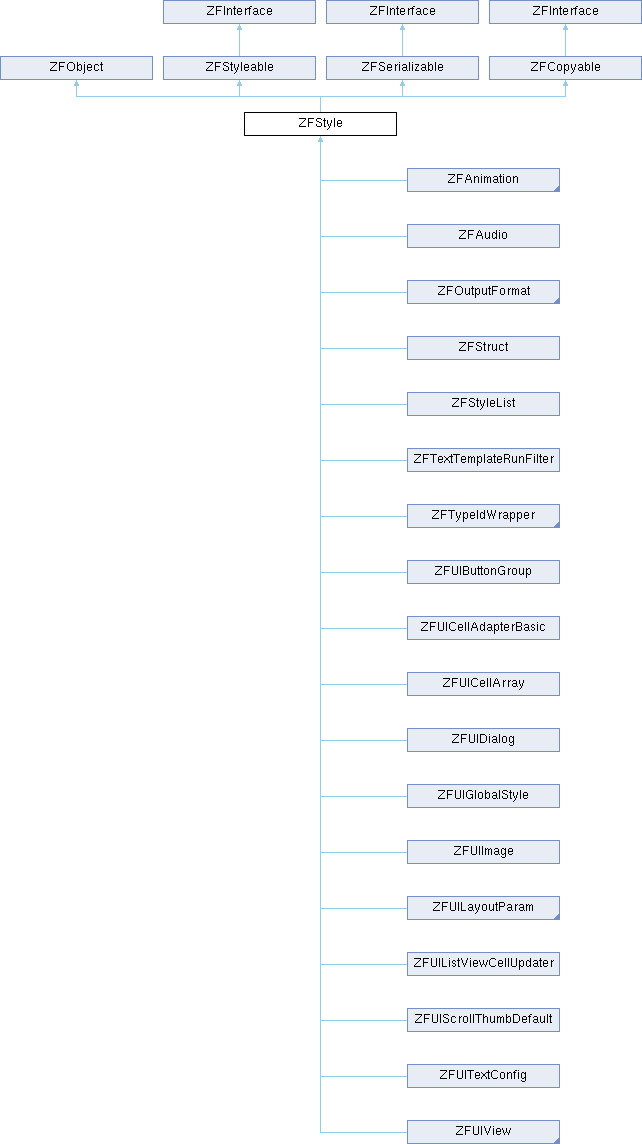 ZFInterface
ZFInterface
ZFInterface
ZFObject
ZFStyleable
ZFSerializable
ZFCopyable
ZFStyle
ZFAnimation
ZFAudio
ZFOutputFormat
ZFStruct
ZFStyleList
ZFTextTemplateRunFilter
ZFTypeIdWrapper
ZFUIButtonGroup
ZFUICellAdapterBasic
ZFUICellArray
ZFUIDialog
ZFUIGlobalStyle
ZFUIImage
ZFUILayoutParam
ZFUIListViewCellUpdater
ZFUIScrollThumbDefault
ZFUITextConfig
ZFUIView